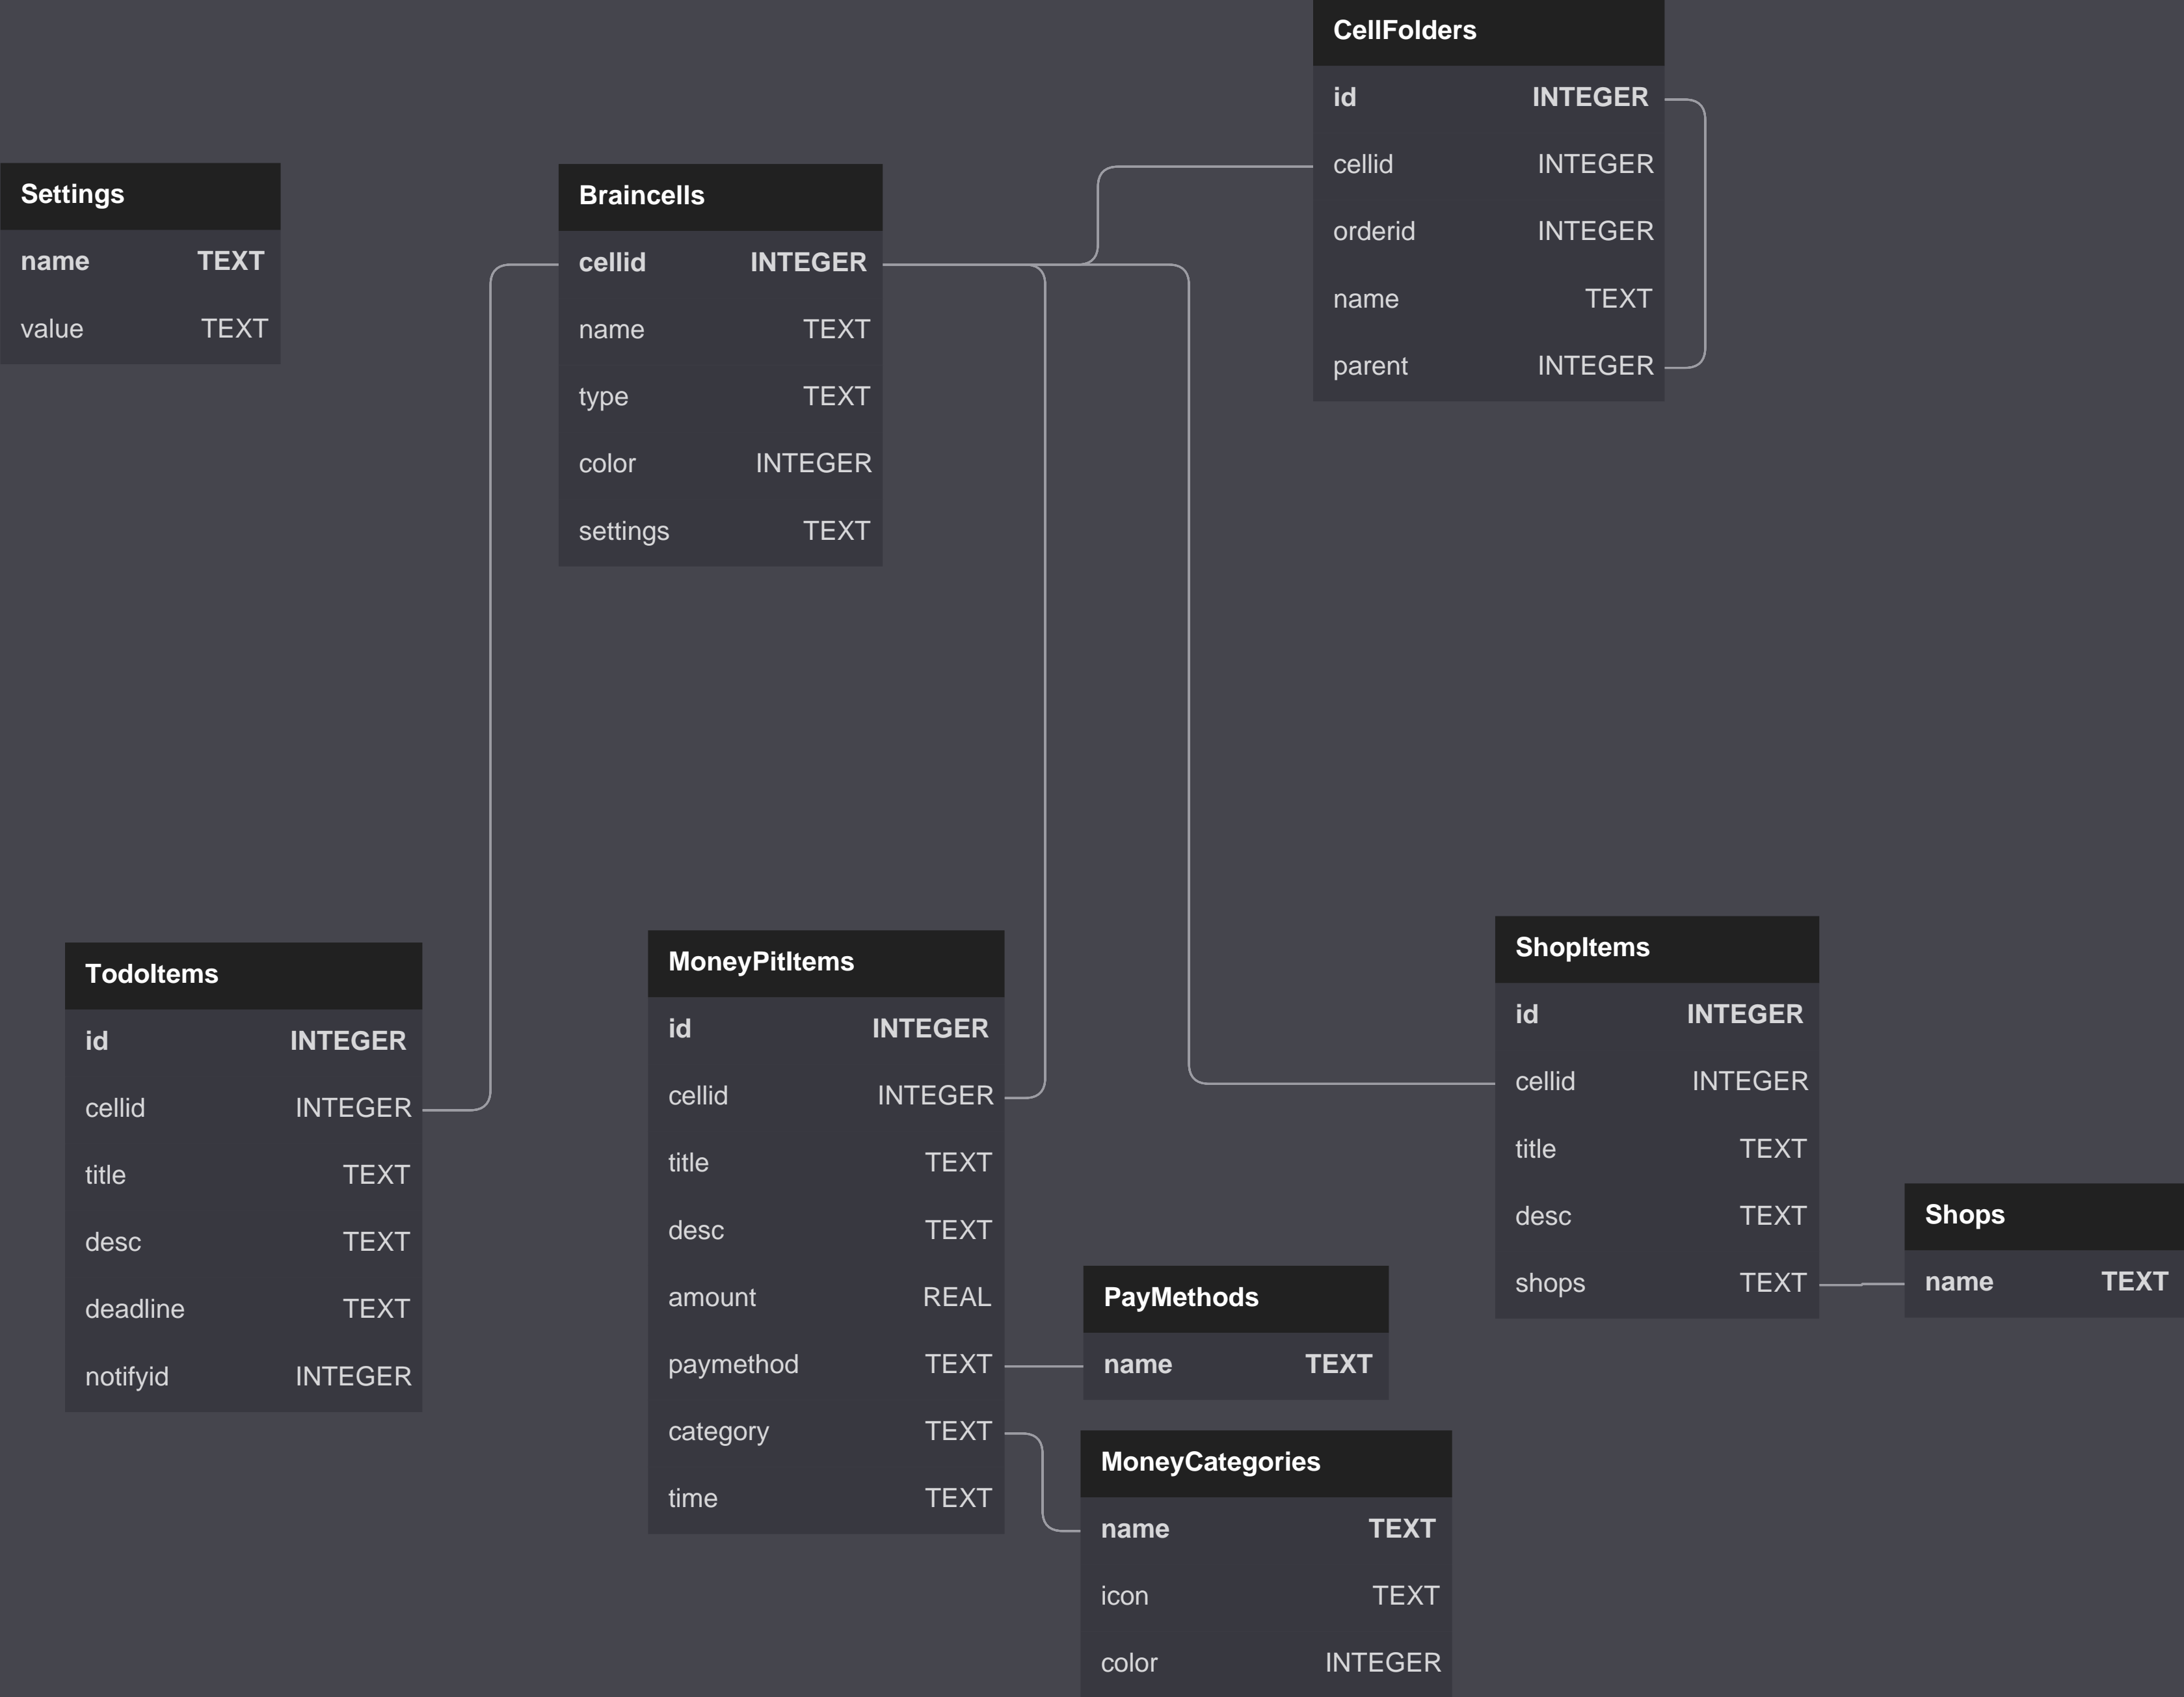 CellFolders
id INTEGER
cellid INTEGER
orderid INTEGER
name TEXT
parent INTEGER
Settings
name TEXT
value TEXT
Braincells
cellid INTEGER
name TEXT
type TEXT
color INTEGER
settings TEXT
TodoItems
id INTEGER
cellid INTEGER
title TEXT
desc TEXT
deadline TEXT
notifyid INTEGER
MoneyPitItems
id INTEGER
cellid INTEGER
title TEXT
desc TEXT
amount REAL
paymethod TEXT
category TEXT
time TEXT
PayMethods
name TEXT
MoneyCategories
name TEXT
icon TEXT
color INTEGER
ShopItems
id INTEGER
cellid INTEGER
title TEXT
desc TEXT
shops TEXT
Shops
name TEXT